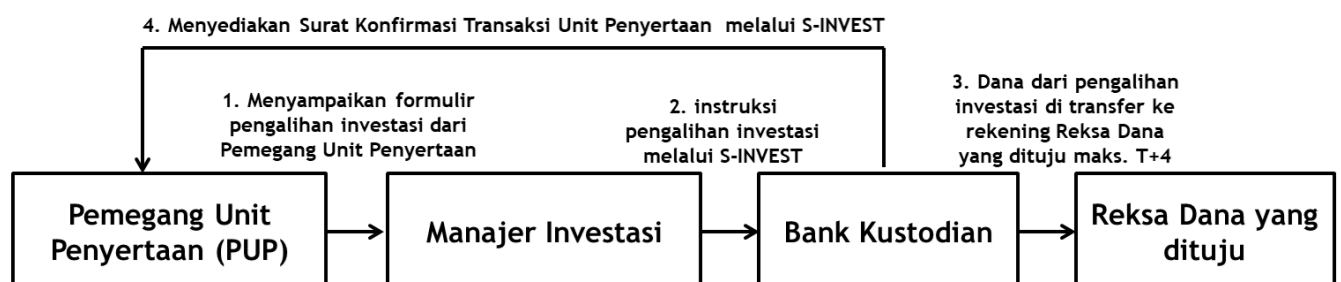 4. Menyediakan Surat Konfirmasi Transaksi Unit Penyertaan melalui S-INVEST
1. Menyampaikan formulir
pengalihan investasi dari
Pemegang Unit Penyertaan
2. instruksi
pengalihan investasi
melalui S-INVEST
3. Dana dari pengalihan
investasi di transfer ke
rekening Reksa Dana
yang dituju maks. T+4
Pemegang Unit
Penyertaan (PUP)
Manajer Investasi
Bank Kustodian
Reksa Dana yang
dituju